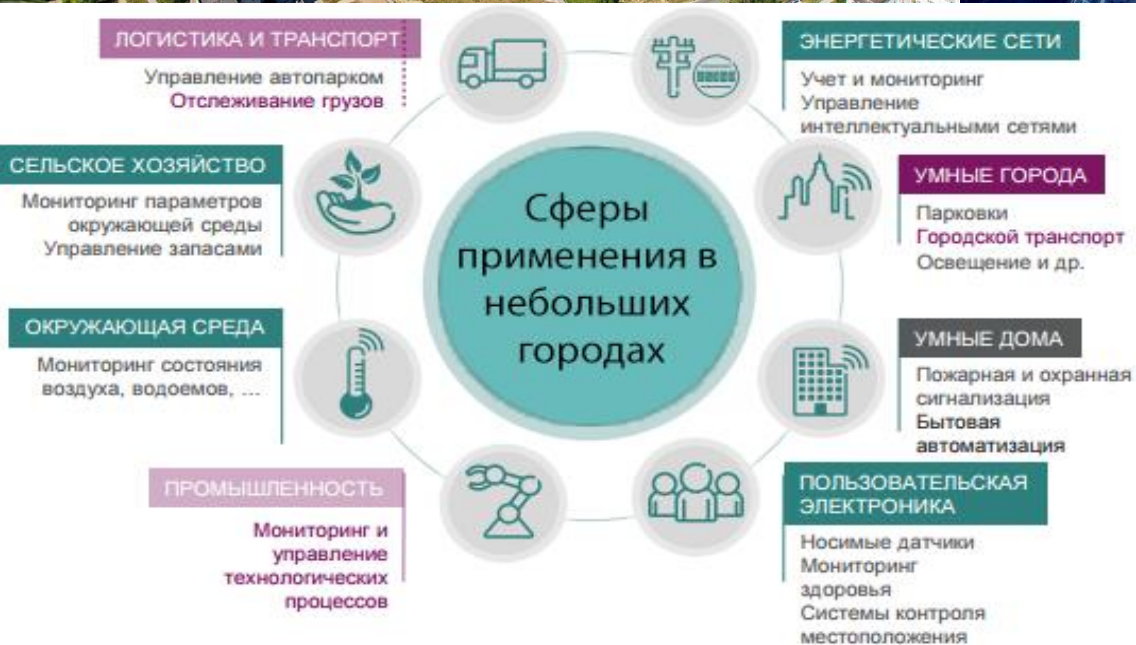 ЛОГИСТИКА И ТРАНСПОРТ
Управление автопарком
Отслеживание грузов
СЕЛЬСКОЕ ХОЗЯЙСТВО
Мониторинг параметров
окружающей среды
Управление запасами
ОКРУЖАЮЩАЯ СРЕДА
Мониторинг состояния
воздуха, водоемов, ...
ПРОМЫШЛЕННОСТЬ
Мониторинг и
управление
технологических
процессов
Сферы
применения в
небольших
городах
ЭНЕРГЕТИЧЕСКИЕ СЕТИ
Учет и мониторинг
Управление
интеллектуальными сетями
УМНЫЕ ГОРОДА
Парковки
Городской транспорт
Освещение и др.
УМНЫЕ ДОМА
Пожарная и охранная
сигнализация
Бытовая
автоматизация
ПОЛЬЗОВАТЕЛЬСКАЯ
ЭЛЕКТРОНИКА
Носимые датчики
Мониторинг
здоровья
Системы контроля
местоположения